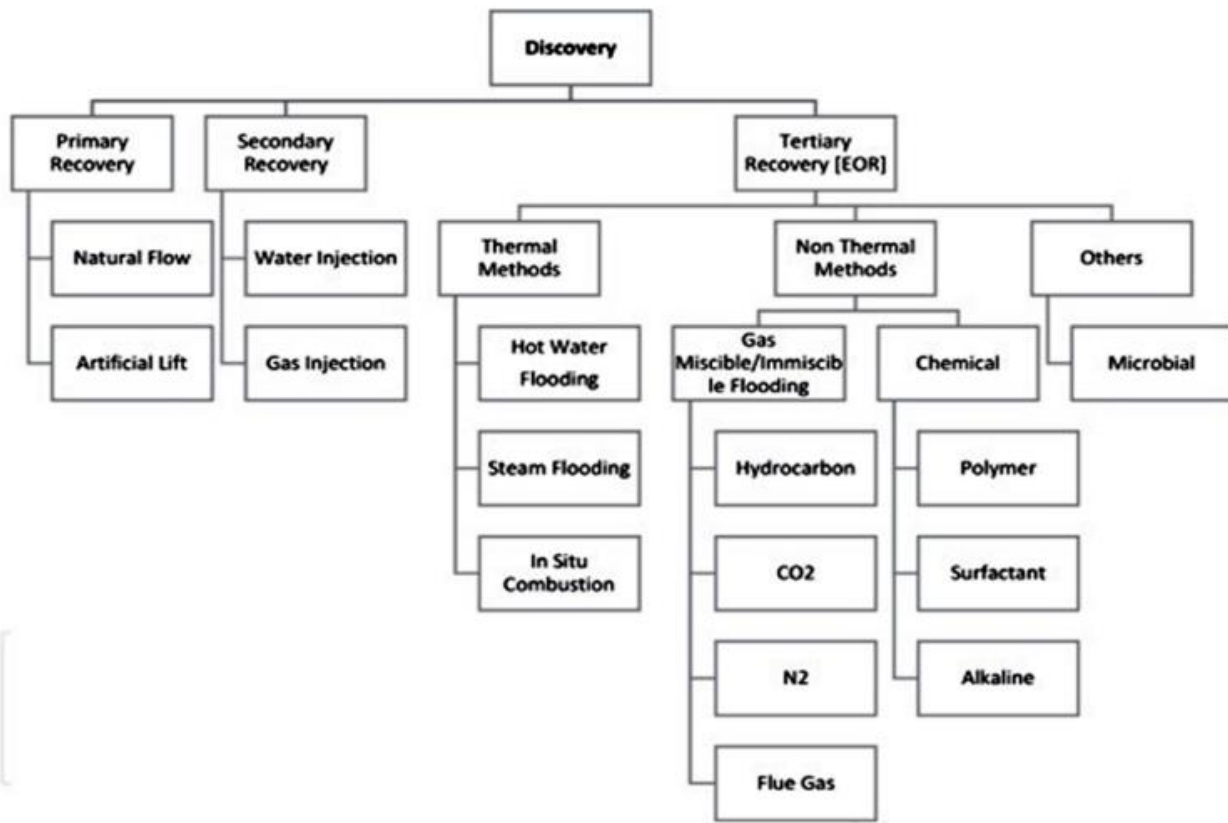 Discovery
Primary
Recovery
Secondary
Recovery
Tertiary
Recovery [EOR]
Natural Flow
Water Injection
Thermal
Methods
Non Thermal
Methods
Others
Artificial Lift
Gas Injection
Hot Water
Flooding
Gas
Miscible/Immiscib
le Flooding
Chemical
Microbial
Steam Flooding
Hydrocarbon
Polymer
In Situ
Combustion
CO2
Surfactant
N2
Alkaline
Flue Gas